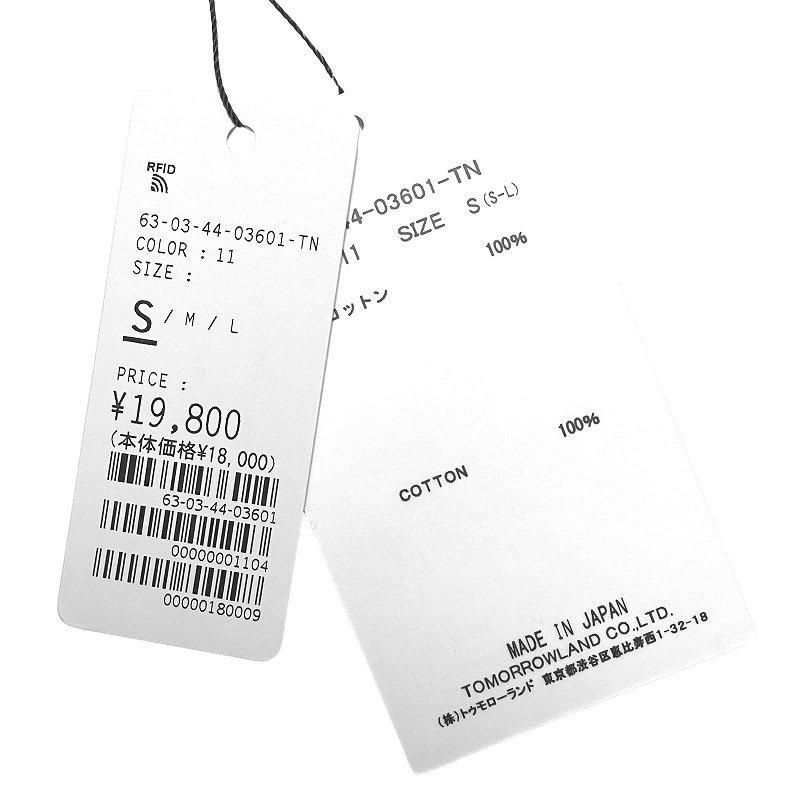 RFID
63-03-44-03601-TN
COLOR : 11
SIZE :
S / M / L
PRICE :
¥19,800
(本体価格¥18,000)
63-03-44-03601
00000001104
00000180009
44-03601-TN
11 SIZE S (S-L)
コットン 100%
COTTON 100%
MADE IN JAPAN
TOMORROWLAND CO.,LTD.
(株)トゥモローランド 東京都渋谷区恵比寿西1-32-18